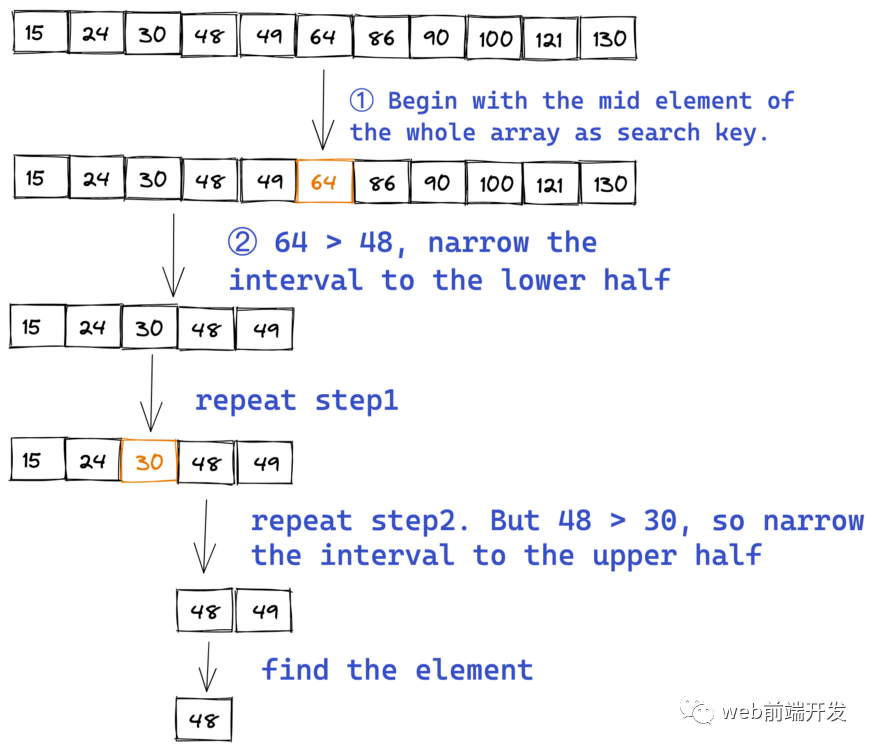 15 24 30 48 49 64 86 90 100 121 130
① Begin with the mid element of
the whole array as search key.
15 24 30 48 49 64 86 90 100 121 130
② 64 > 48, narrow the
interval to the lower half
15 24 30 48 49
repeat step1
15 24 30 48 49
repeat step2. But 48 > 30, so narrow
the interval to the upper half
48 49
find the element
48
web前端开发